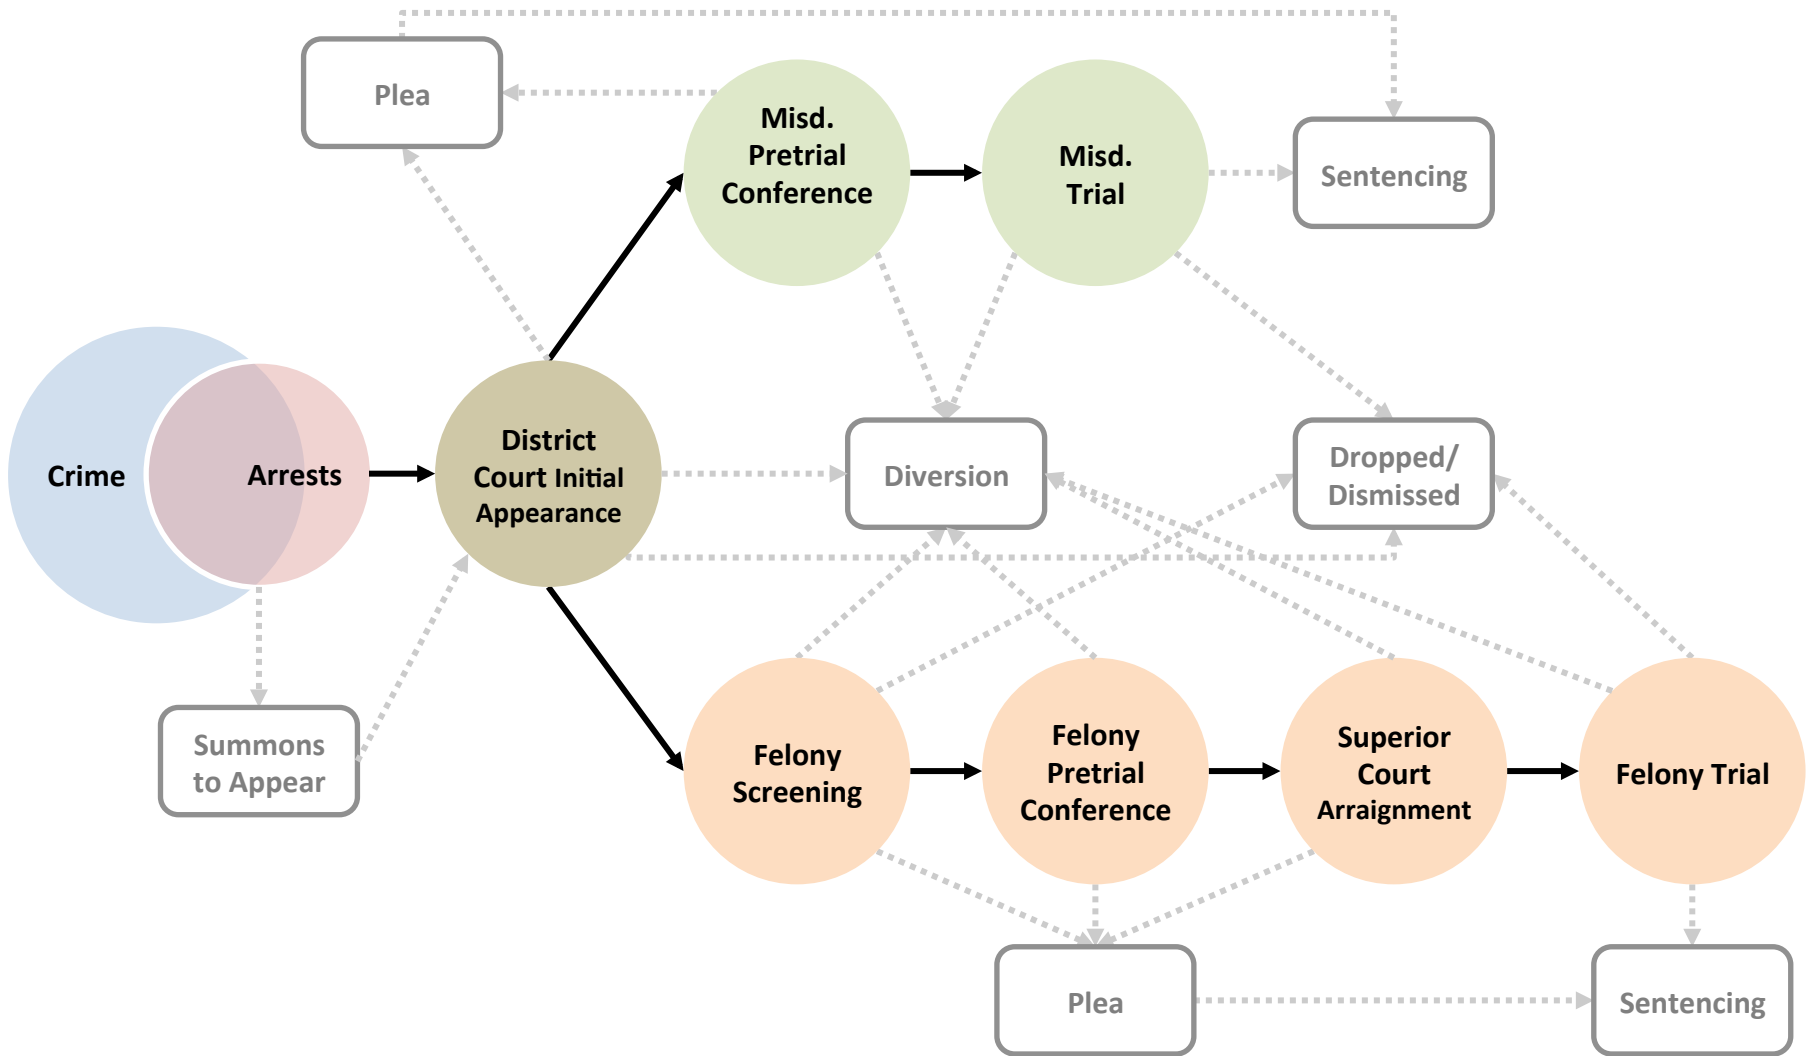 Plea
Misd.
Pretrial
Conference
Misd.
Trial
Sentencing
Crime
Arrests
District
Court Initial
Appearance
Diversion
Dropped/
Dismissed
Summons
to Appear
Felony
Screening
Felony
Pretrial
Conference
Superior
Court
Arraignment
Felony Trial
Plea
Sentencing